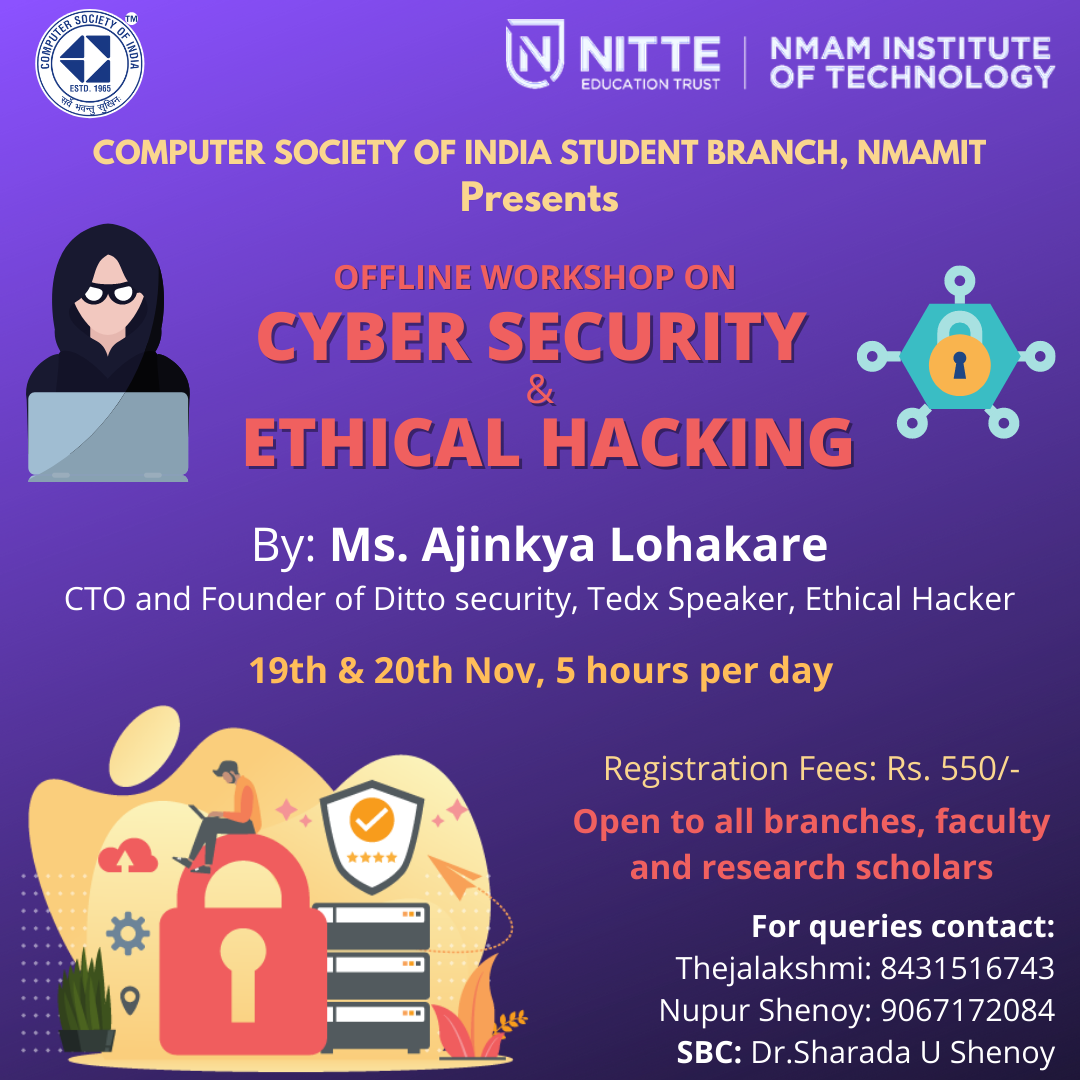 COMPUTER SOCIETY OF INDIA
TM
ESTD. 1965
सर्वे भवन्तु सुखिनः
NITTE
EDUCATION TRUST
NMAM INSTITUTE
OF TECHNOLOGY
COMPUTER SOCIETY OF INDIA STUDENT BRANCH, NMAMIT
Presents
OFFLINE WORKSHOP ON
CYBER SECURITY
&
ETHICAL HACKING
By: Ms. Ajinkya Lohakare
CTO and Founder of Ditto security, Tedx Speaker, Ethical Hacker
19th & 20th Nov, 5 hours per day
Registration Fees: Rs. 550/-
Open to all branches, faculty
and research scholars
For queries contact:
Thejalakshmi: 8431516743
Nupur Shenoy: 9067172084
SBC: Dr.Sharada U Shenoy